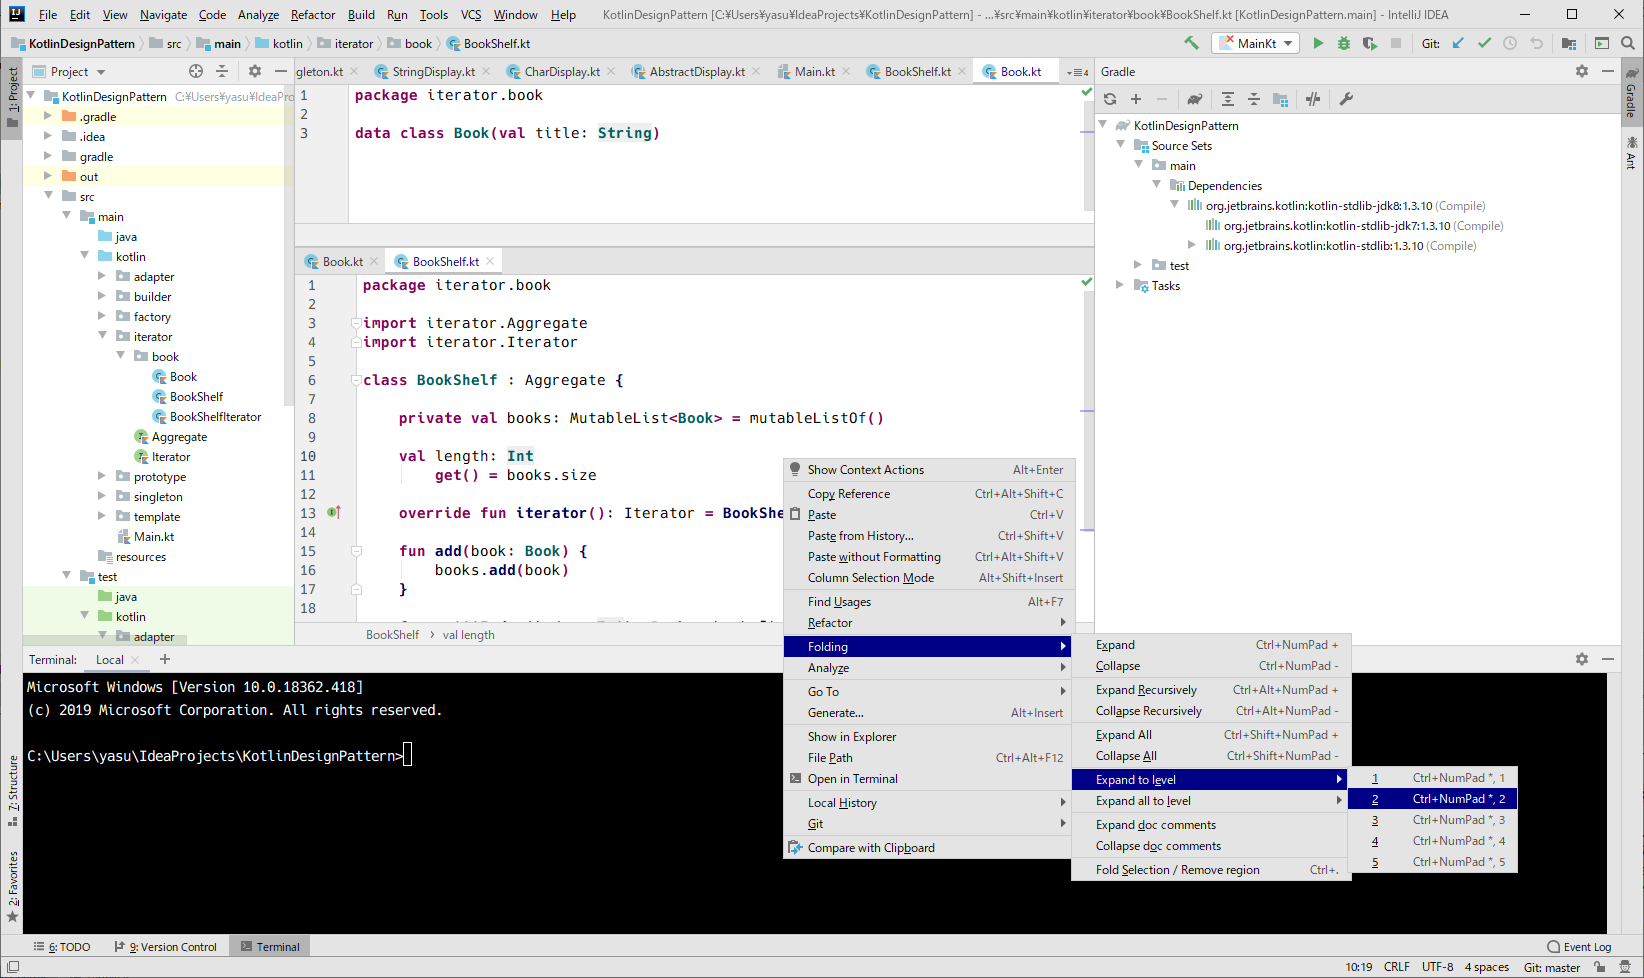 File Edit View Navigate Code Analyze Refactor Build Run Tools VCS Window Help KotlinDesignPattern [C:¥Users¥yasu¥IdeaProjects¥KotlinDesignPattern] - ...¥src¥main¥kotlin¥iterator¥book¥BookShelf.kt [KotlinDesignPattern.main] - IntelliJ IDEA
KotlinDesignPattern src main kotlin iterator book BookShelf.kt MainKt Git:
1: Project
Project
gleton.kt StringDisplay.kt CharDisplay.kt AbstractDisplay.kt Main.kt BookShelf.kt Book.kt 4
KotlinDesignPattern C:¥Users¥yasu¥IdeaPro
.gradle
.idea
gradle
out
src
main
java
kotlin
adapter
builder
factory
iterator
book
Book
BookShelf
BookShelfIterator
Aggregate
Iterator
prototype
singleton
template
Main.kt
resources
test
java
kotlin
adapter
1 package iterator.book
2
3 data class Book(val title: String)
Book.kt BookShelf.kt
1 package iterator.book
2
3 import iterator.Aggregate
4 import iterator.Iterator
5
6 class BookShelf : Aggregate {
7
8 private val books: MutableList<Book> = mutableListOf()
9
10 val length: Int
11 get() = books.size
12
13 override fun iterator(): Iterator = BookShe
14
15 fun add(book: Book) {
16 books.add(book)
17 }
18
BookShelf val length
Gradle
KotlinDesignPattern
Source Sets
main
Dependencies
org.jetbrains.kotlin:kotlin-stdlib-jdk8:1.3.10 (Compile)
org.jetbrains.kotlin:kotlin-stdlib-jdk7:1.3.10 (Compile)
org.jetbrains.kotlin:kotlin-stdlib:1.3.10 (Compile)
test
Tasks
Gradle
Ant
Show Context Actions Alt+Enter
Copy Reference Ctrl+Alt+Shift+C
Paste Ctrl+V
Paste from History... Ctrl+Shift+V
Paste without Formatting Ctrl+Alt+Shift+V
Column Selection Mode Alt+Shift+Insert
Find Usages Alt+F7
Refactor
Folding
Analyze
Go To
Generate... Alt+Insert
Show in Explorer
File Path Ctrl+Alt+F12
Open in Terminal
Local History
Git
Compare with Clipboard
Expand Ctrl+NumPad +
Collapse Ctrl+NumPad -
Expand Recursively Ctrl+Alt+NumPad +
Collapse Recursively Ctrl+Alt+NumPad -
Expand All Ctrl+Shift+NumPad +
Collapse All Ctrl+Shift+NumPad -
Expand to level
Expand all to level
Expand doc comments
Collapse doc comments
Fold Selection / Remove region Ctrl+.
1 Ctrl+NumPad *, 1
2 Ctrl+NumPad *, 2
3 Ctrl+NumPad *, 3
4 Ctrl+NumPad *, 4
5 Ctrl+NumPad *, 5
Terminal: Local
Microsoft Windows [Version 10.0.18362.418]
(c) 2019 Microsoft Corporation. All rights reserved.
C:\Users\yasu\IdeaProjects\KotlinDesignPattern>
7: Structure
2: Favorites
6: TODO 9: Version Control Terminal Event Log
10:19 CRLF UTF-8 4 spaces Git: master